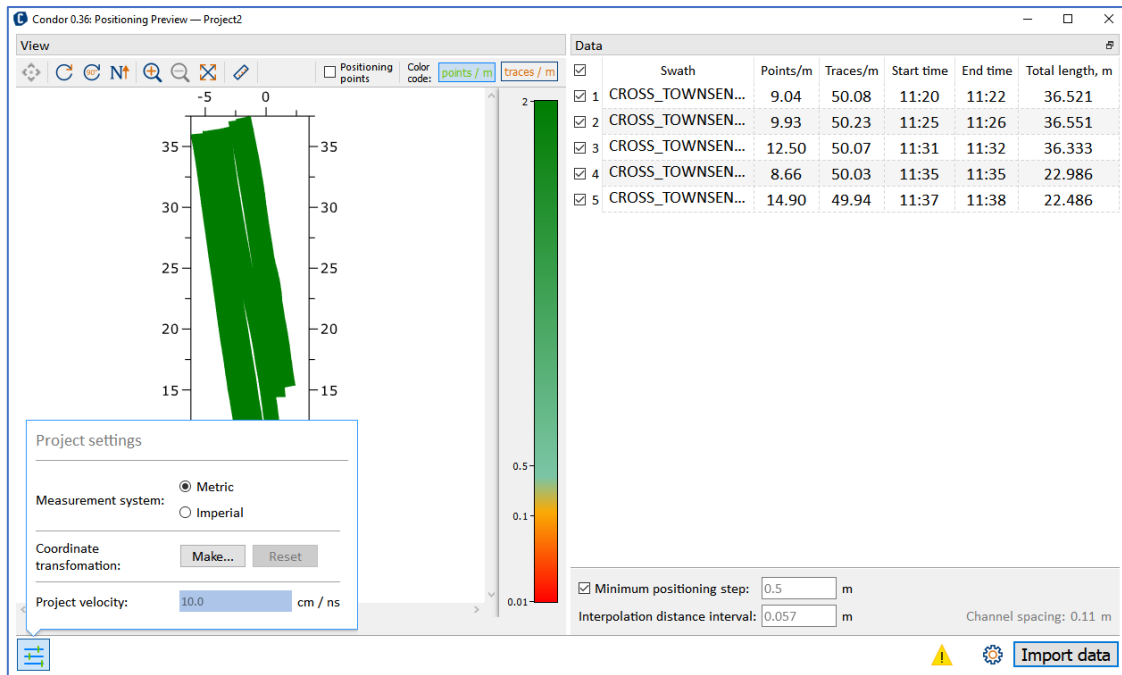 Condor 0.36: Positioning Preview — Project2
View
Positioning points
Color code:
points / m
traces / m
-5 0
35 35
30 30
25 25
20 20
15 15
2
0.5
0.1
0.01
Project settings
Measurement system:
Metric
Imperial
Coordinate
transfomation:
Make...
Reset
Project velocity: 10.0 cm / ns
Data
Swath Points/m Traces/m Start time End time Total length, m
1 CROSS_TOWNSEN... 9.04 50.08 11:20 11:22 36.521
2 CROSS_TOWNSEN... 9.93 50.23 11:25 11:26 36.551
3 CROSS_TOWNSEN... 12.50 50.07 11:31 11:32 36.333
4 CROSS_TOWNSEN... 8.66 50.03 11:35 11:35 22.986
5 CROSS_TOWNSEN... 14.90 49.94 11:37 11:38 22.486
Minimum positioning step: 0.5 m
Interpolation distance interval: 0.057 m
Channel spacing: 0.11 m
Import data